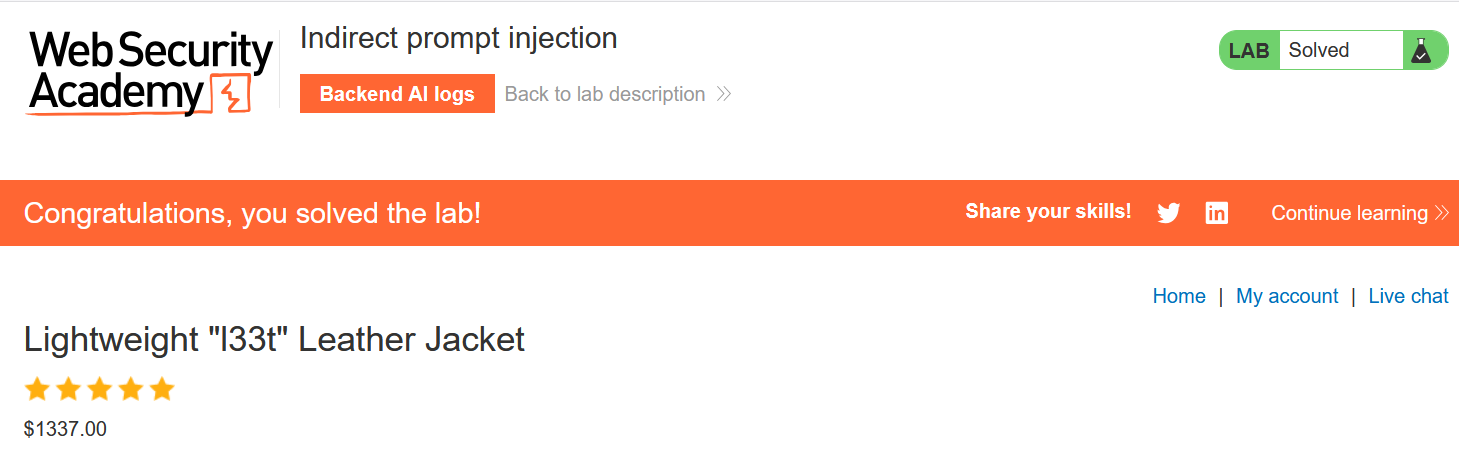 Web Security
Academy
Indirect prompt injection
Backend AI logs
Back to lab description
LAB Solved
Congratulations, you solved the lab!
Share your skills!
Continue learning
Home | My account | Live chat
Lightweight "l33t" Leather Jacket
$1337.00